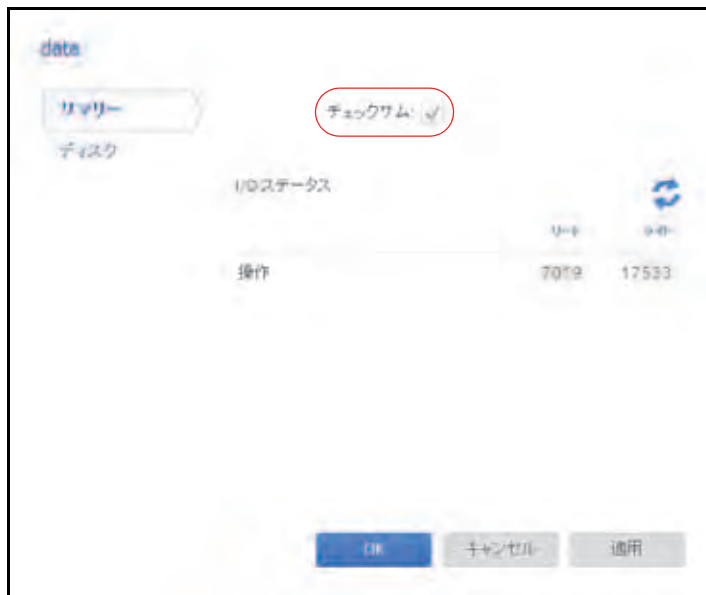 data
サマリー
チェックサム:
ディスク
I/Oステータス
リード ライト
操作 7019 17533
OK キャンセル 適用